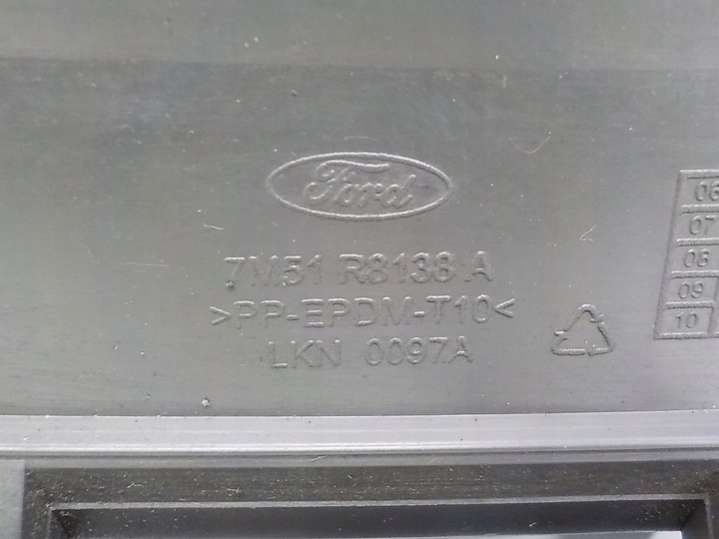 Ford
7M51 R8138 A
>PP-EPDM-T10<
LKN 0097A
06
07
08
09
10